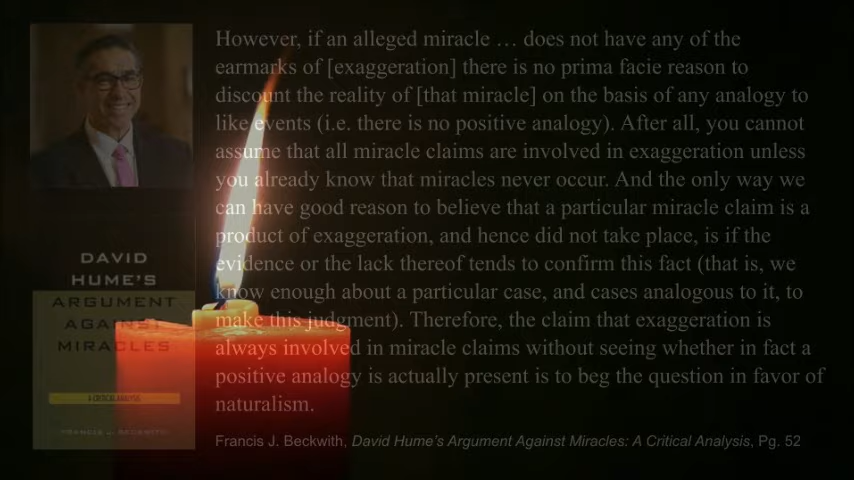 However, if an alleged miracle … does not have any of the
earmarks of [exaggeration] there is no prima facie reason to
discount the reality of [that miracle] on the basis of any analogy to
like events (i.e. there is no positive analogy). After all, you cannot
assume that all miracle claims are involved in exaggeration unless
you already know that miracles never occur. And the only way we
can have good reason to believe that a particular miracle claim is a
product of exaggeration, and hence did not take place, is if the
evidence or the lack thereof tends to confirm this fact (that is, we
know enough about a particular case, and cases analogous to it, to
make this judgment). Therefore, the claim that exaggeration is
always involved in miracle claims without seeing whether in fact a
positive analogy is actually present is to beg the question in favor of
naturalism.
Francis J. Beckwith, David Hume's Argument Against Miracles: A Critical Analysis, Pg. 52
DAVID
HUME'S
ARGUMENT
AGAINST
MIRACLES
A CRITICAL ANALYSIS
FRANCIS J. BECKWITH